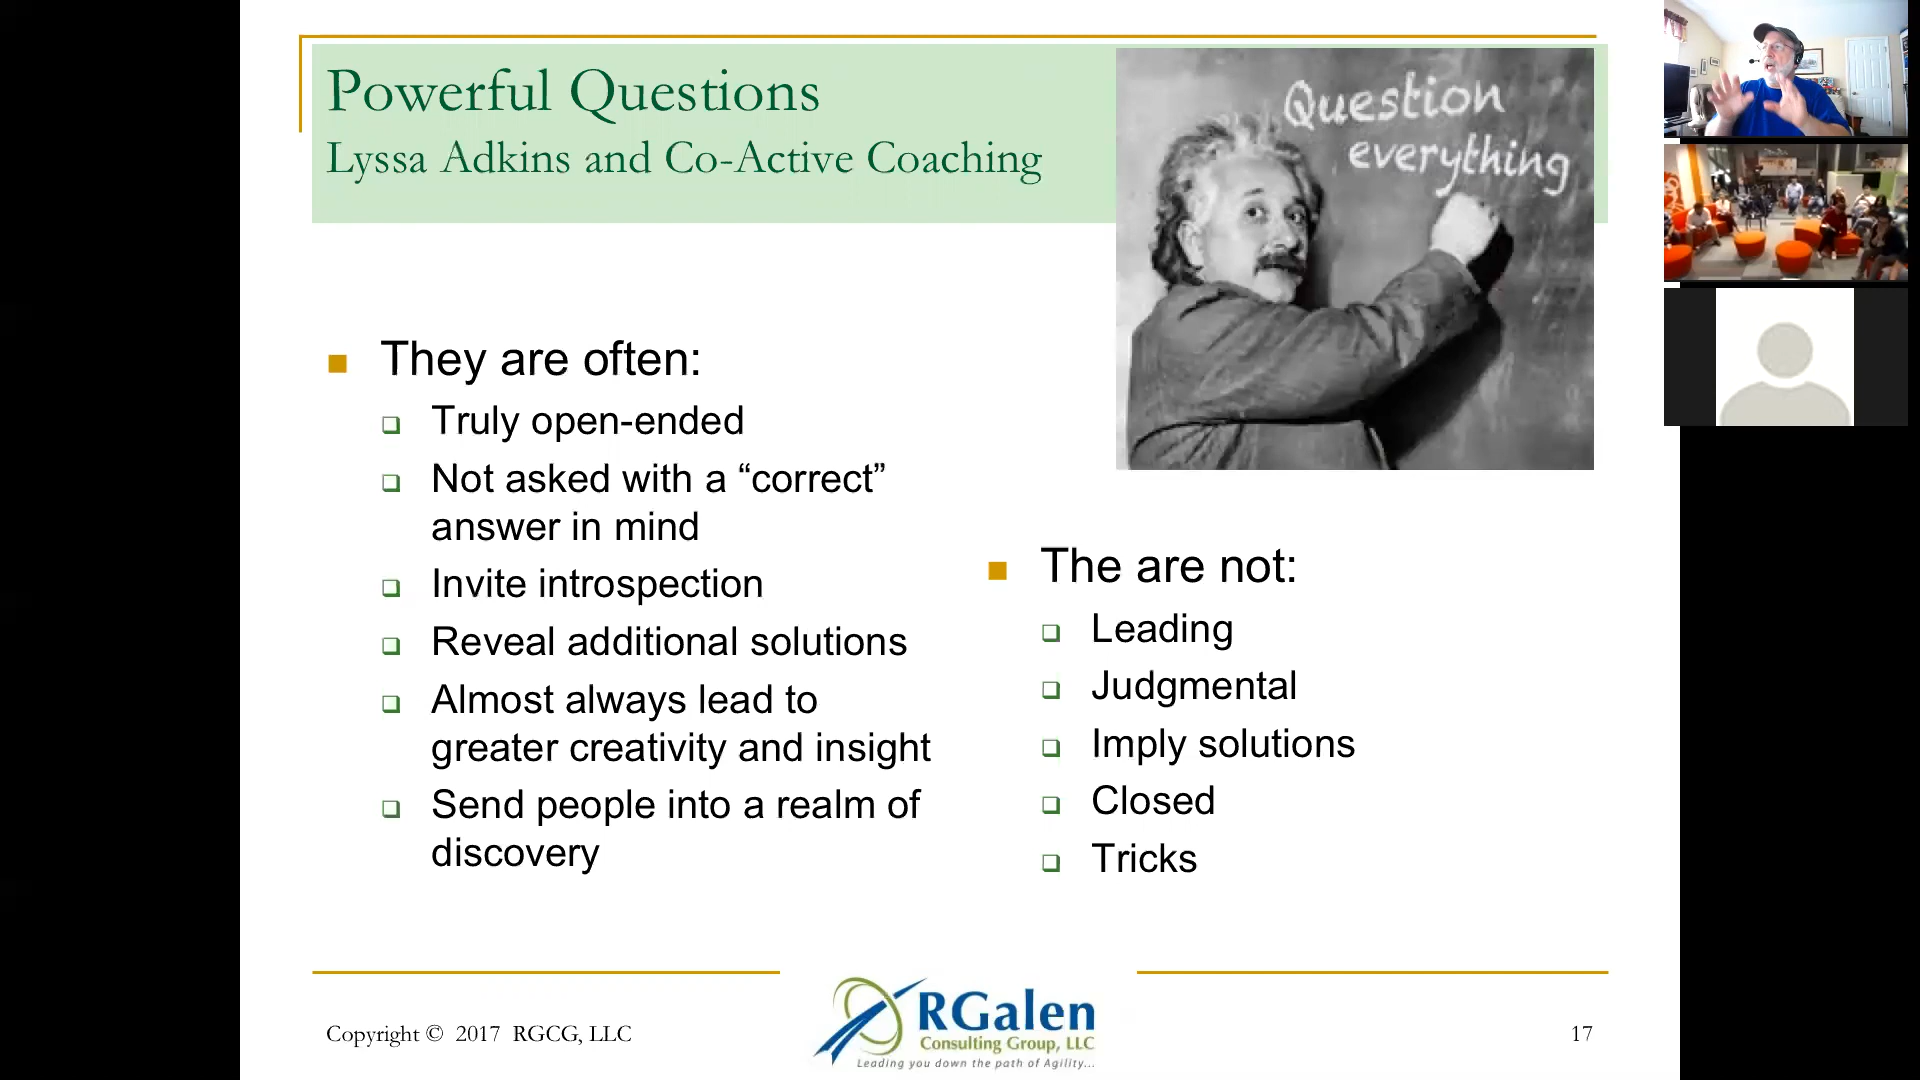 Powerful Questions
Lyssa Adkins and Co-Active Coaching
Question
everything
They are often:
Truly open-ended
Not asked with a “correct”
answer in mind
Invite introspection
Reveal additional solutions
Almost always lead to
greater creativity and insight
Send people into a realm of
discovery
The are not:
Leading
Judgmental
Imply solutions
Closed
Tricks
Copyright © 2017 RGCG, LLC
RGalen
Consulting Group, LLC
Leading you down the path of Agility...
17